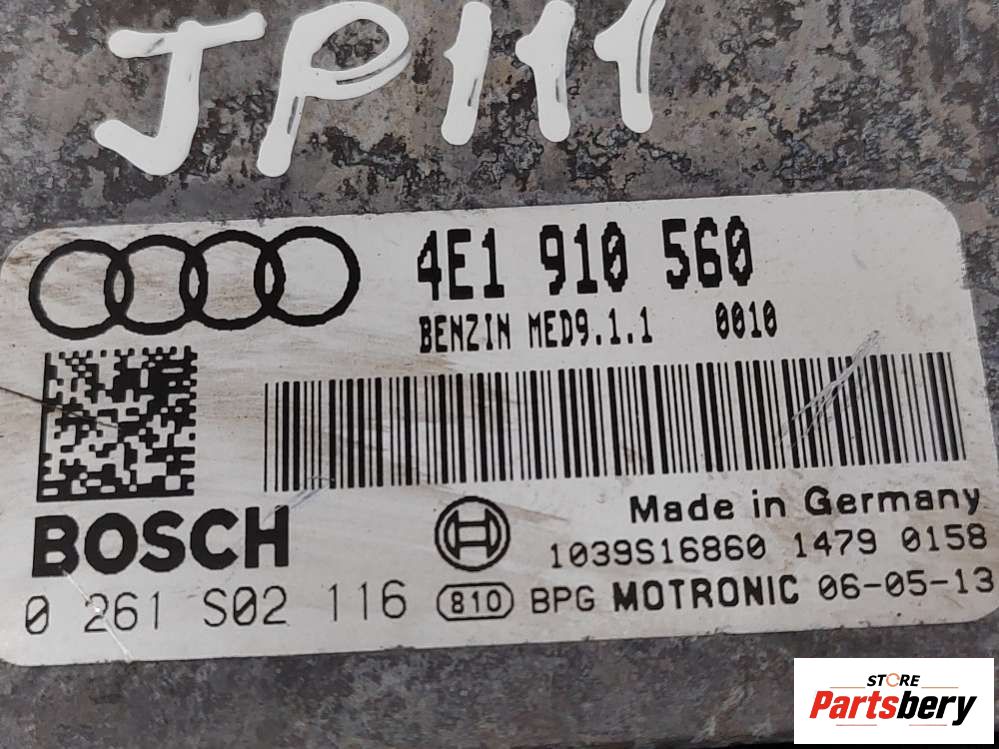 JP111
4E1 910 560
BENZIN MED9.1.1 0010
Made in Germany
BOSCH
1039S16860 1479 0158
0 261 S02 116 810 BPG MOTRONIC 06-05-13
STORE
Partsbery